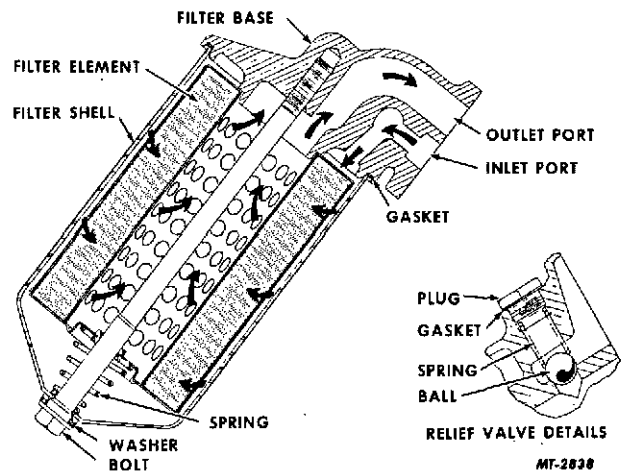 FILTER BASE
FILTER ELEMENT
FILTER SHELL
OUTLET PORT
INLET PORT
GASKET
PLUG
GASKET
SPRING
BALL
SPRING
WASHER
BOLT
RELIEF VALVE DETAILS
MT-2838